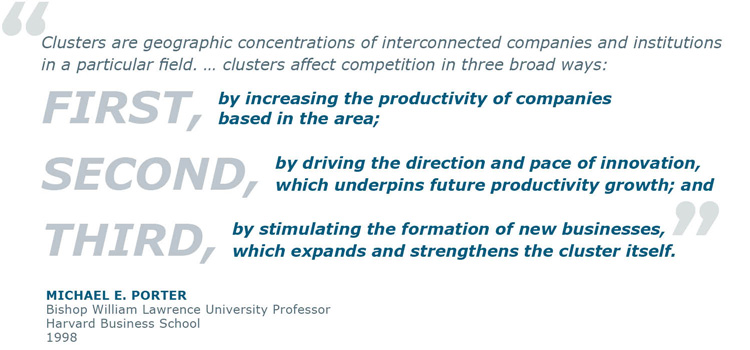 “
Clusters are geographic concentrations of interconnected companies and institutions
in a particular field. ... clusters affect competition in three broad ways:
FIRST, by increasing the productivity of companies
based in the area;
SECOND, by driving the direction and pace of innovation,
which underpins future productivity growth; and
THIRD, by stimulating the formation of new businesses,
which expands and strengthens the cluster itself.
”
MICHAEL E. PORTER
Bishop William Lawrence University Professor
Harvard Business School
1998